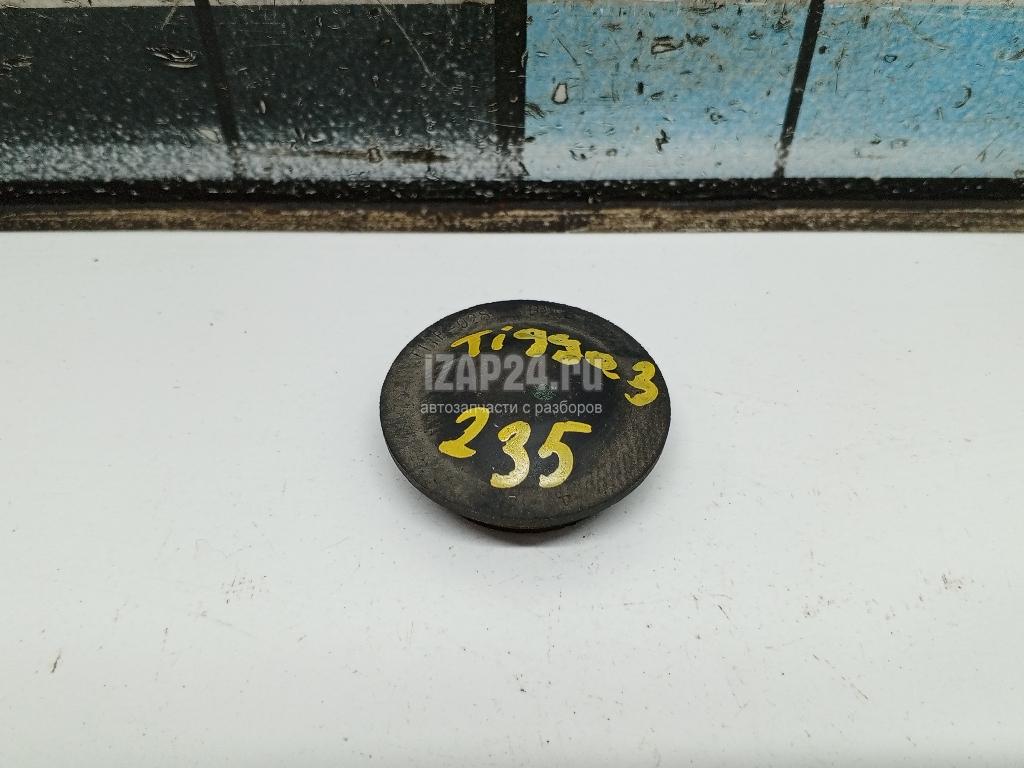 Tiggo 3
iZAP24.ru
автозапчасти с разборов
235